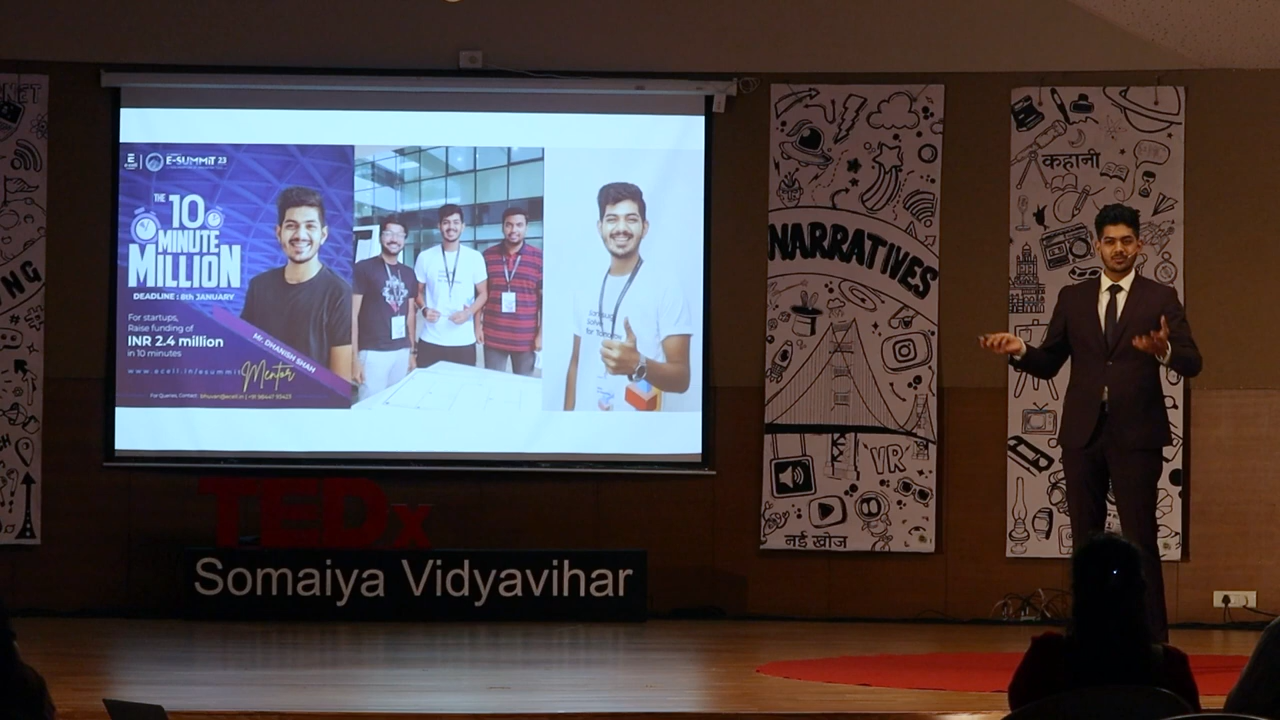 E-SUMMIT 23
THE
10
MINUTE
MILLION
DEADLINE : 8th JANUARY
For startups,
Raise funding of
INR 2.4 million
in 10 minutes
www.ecell.in/esummit
Mr. DHANISH SHAH
Mentor
NARRATIVES
VR
नई खोज
कहानी
TEDx
Somaiya Vidyavihar